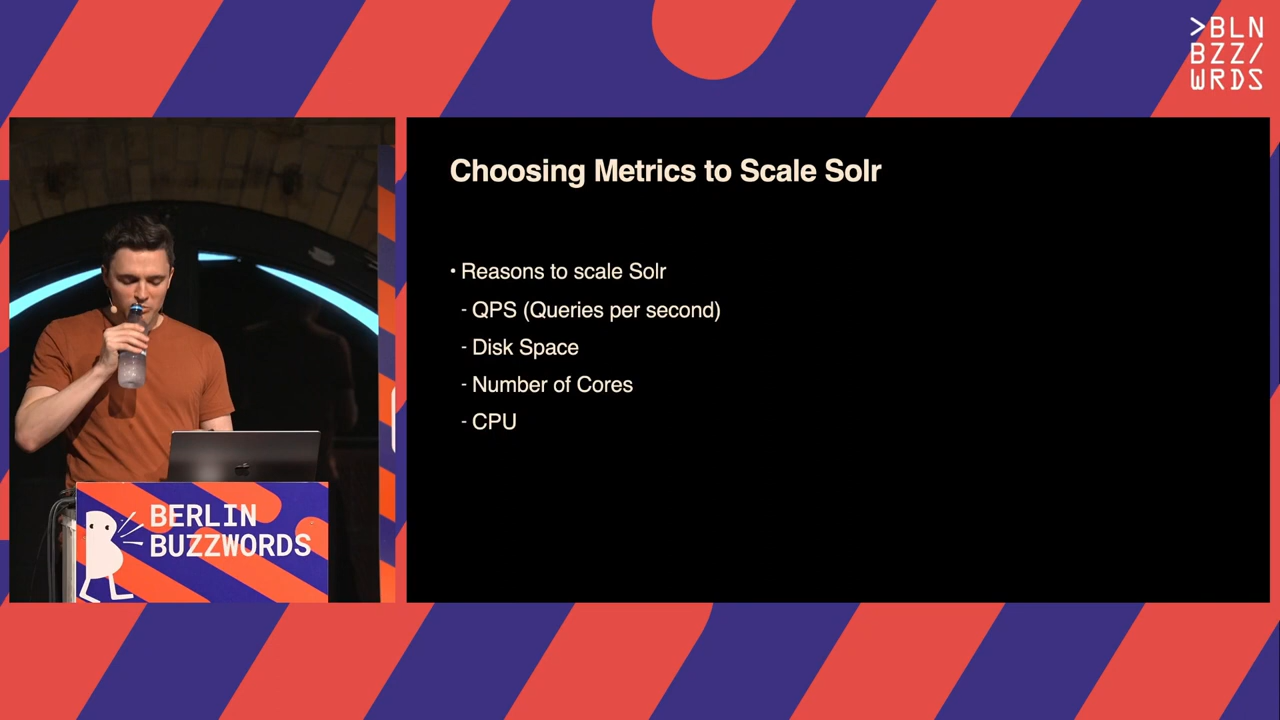 >BLN
BZZ/
WRDS
Choosing Metrics to Scale Solr
• Reasons to scale Solr
- QPS (Queries per second)
- Disk Space
- Number of Cores
- CPU
BERLIN
BUZZWORDS